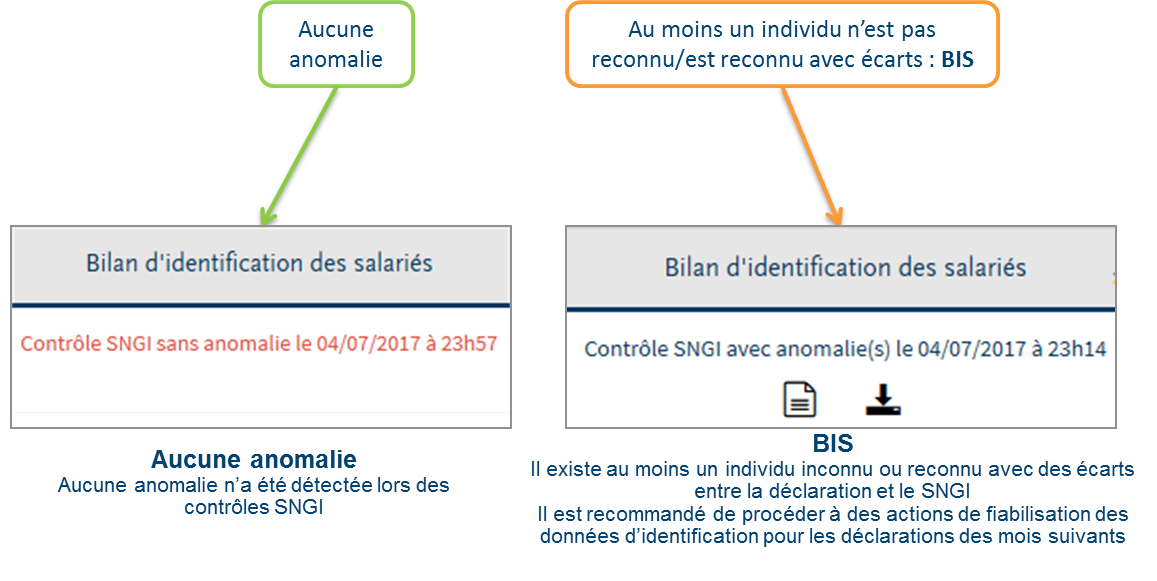 Aucune
anomalie
Au moins un individu n’est pas
reconnu/est reconnu avec écarts : BIS
Bilan d'identification des salariés
Contrôle SNGI sans anomalie le 04/07/2017 à 23h57
Bilan d'identification des salariés
Contrôle SNGI avec anomalie(s) le 04/07/2017 à 23h14
Aucune anomalie
Aucune anomalie n’a été détectée lors des
contrôles SNGI
BIS
Il existe au moins un individu inconnu ou reconnu avec des écarts
entre la déclaration et le SNGI
Il est recommandé de procéder à des actions de fiabilisation des
données d’identification pour les déclarations des mois suivants